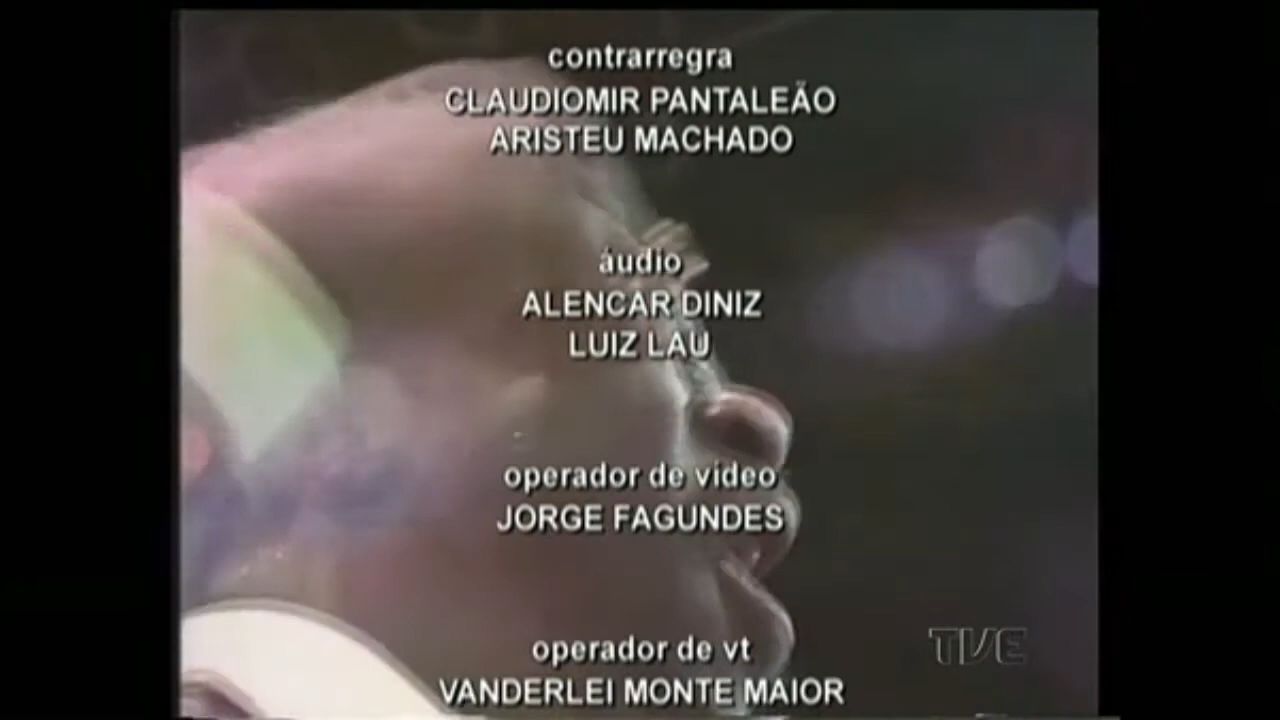 contrarregra
CLAUDIOMIR PANTALEÃO
ARISTEU MACHADO
áudio
ALENCAR DINIZ
LUIZ LAU
operador de vídeo
JORGE FAGUNDES
operador de vt
VANDERLEI MONTE MAIOR
TVE